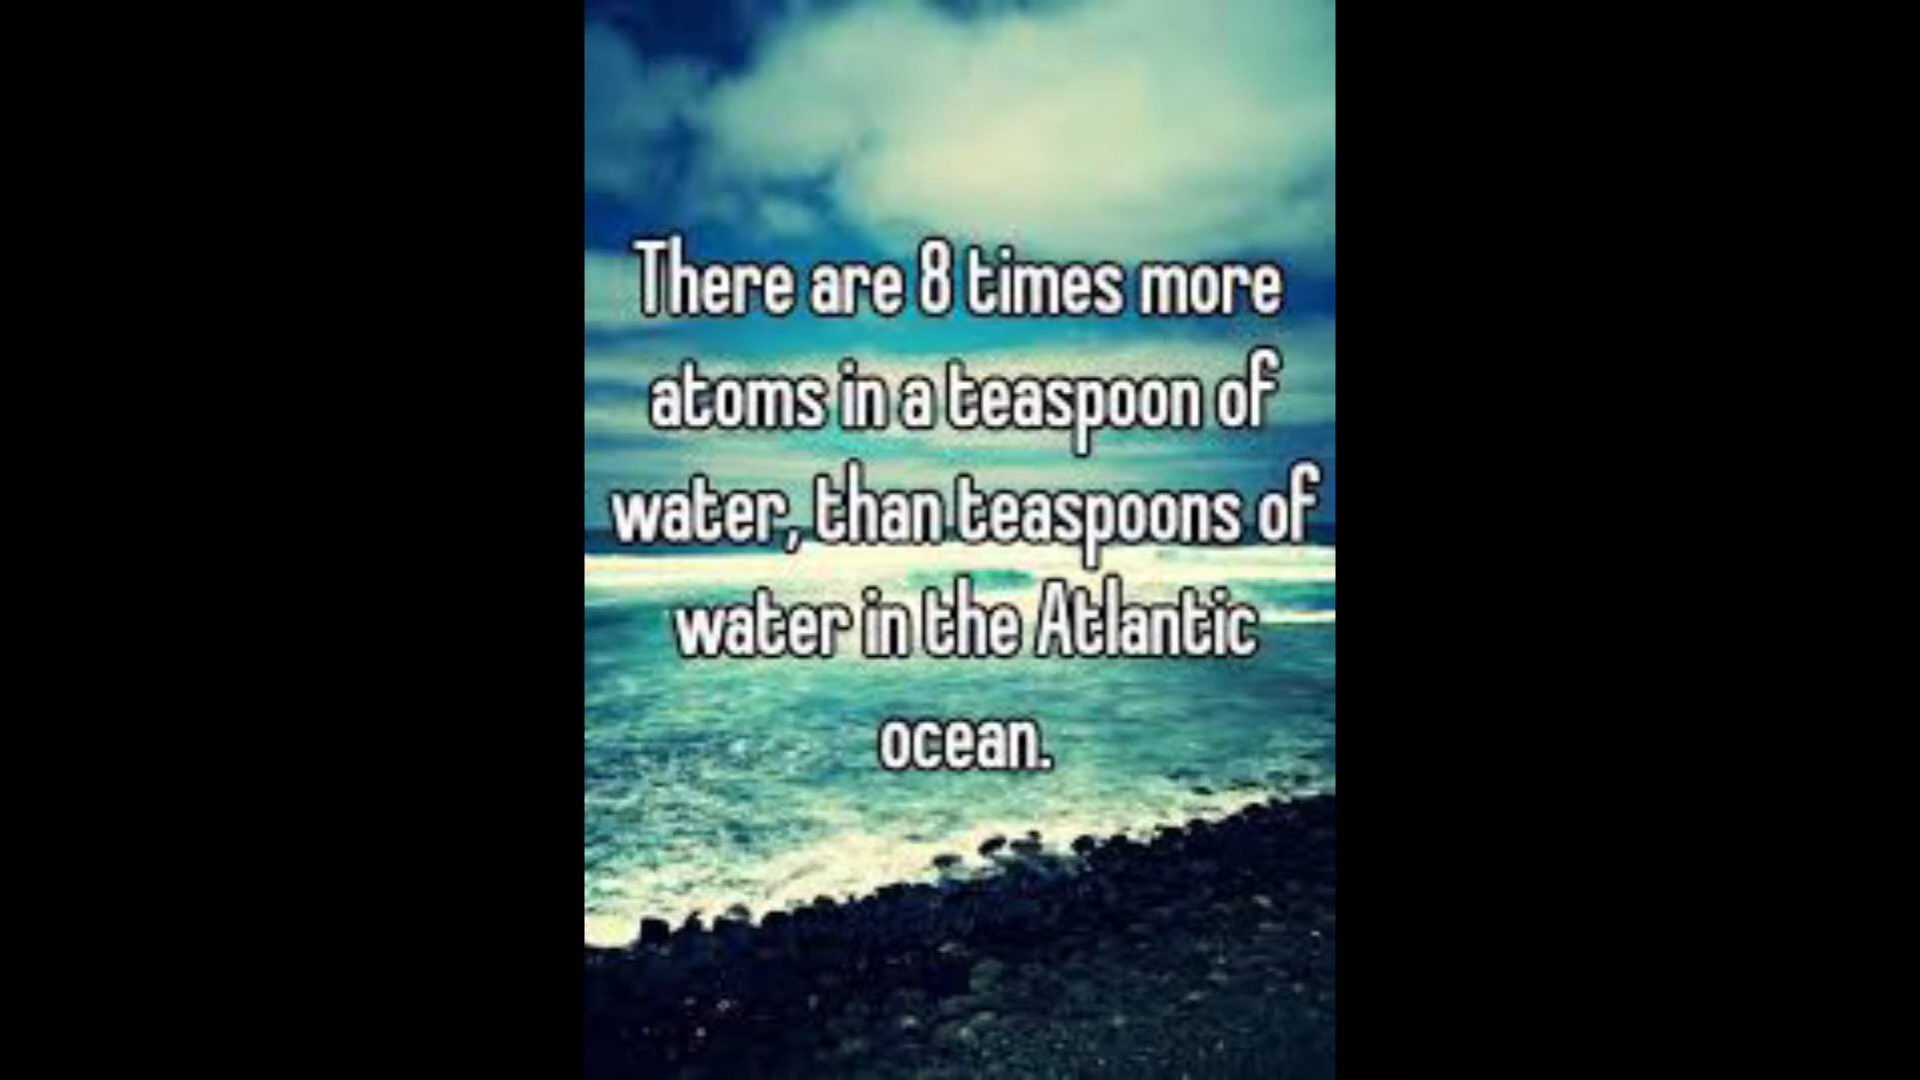 There are 8 times more
atoms in a teaspoon of
water, than teaspoons of
water in the Atlantic
ocean.